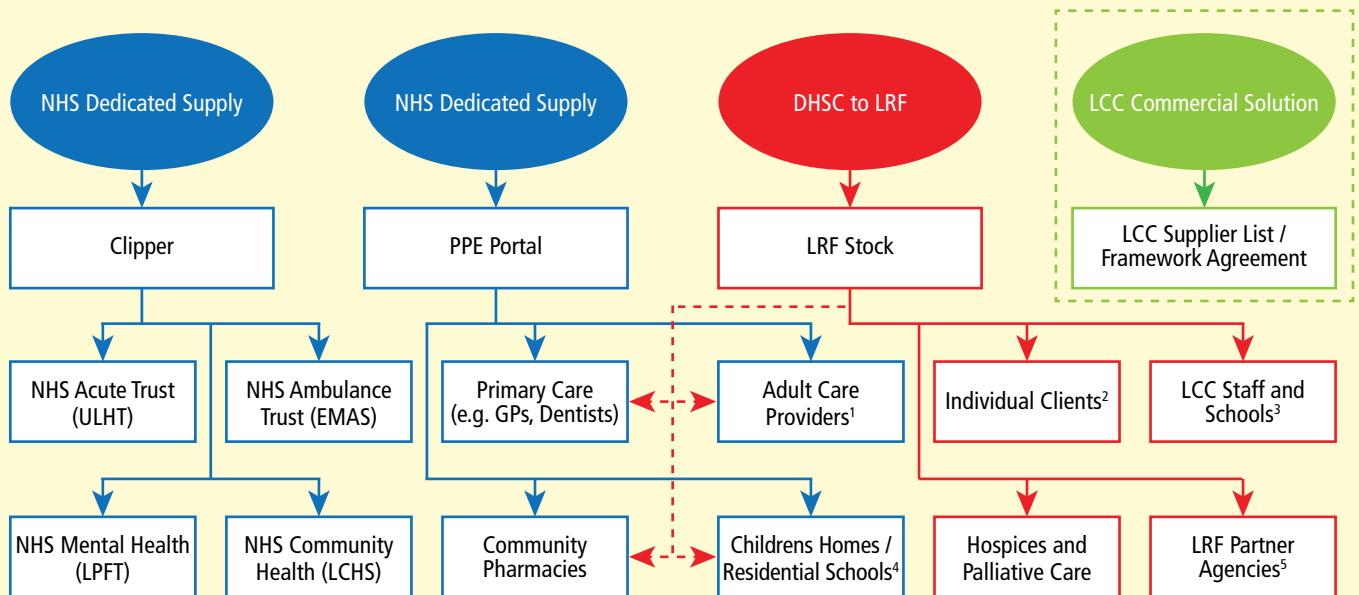 NHS Dedicated Supply
NHS Dedicated Supply
DHSC to LRF
LCC Commercial Solution
Clipper
PPE Portal
LRF Stock
LCC Supplier List /
Framework Agreement
NHS Acute Trust
(ULHT)
NHS Ambulance
Trust (EMAS)
Primary Care
(e.g. GPs, Dentists)
Adult Care
Providers¹
Individual Clients²
LCC Staff and
Schools³
NHS Mental Health
(LPFT)
NHS Community
Health (LCHS)
Community
Pharmacies
Childrens Homes /
Residential Schools⁴
Hospices and
Palliative Care
LRF Partner
Agencies⁵